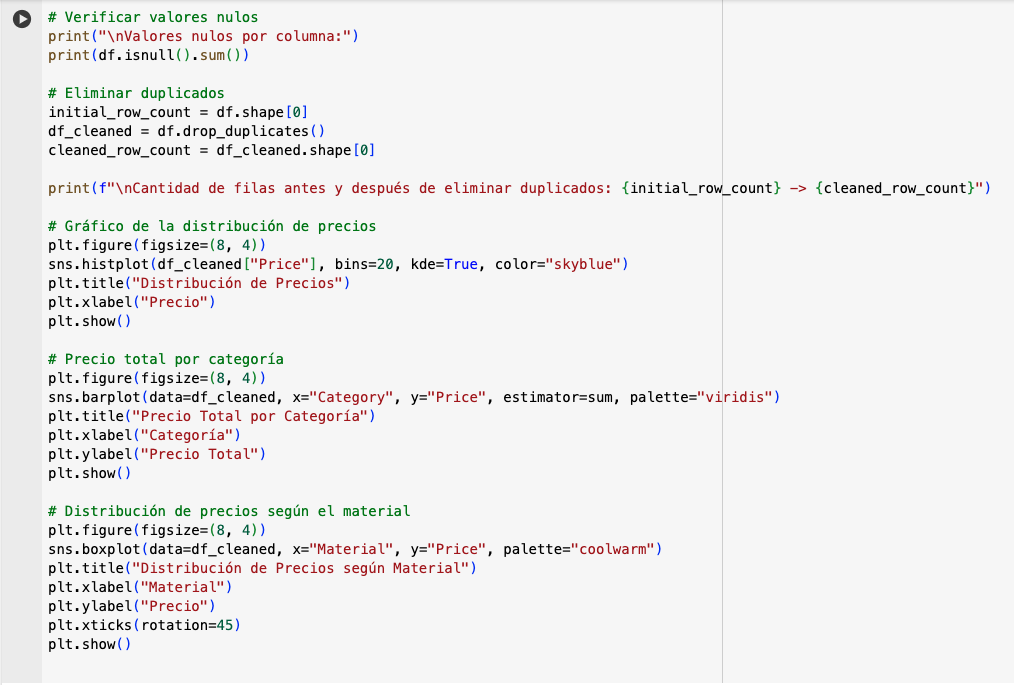 # Verificar valores nulos
print("\nValores nulos por columna:")
print(df.isnull().sum())
# Eliminar duplicados
initial_row_count = df.shape[0]
df_cleaned = df.drop_duplicates()
cleaned_row_count = df_cleaned.shape[0]
print(f"\nCantidad de filas antes y después de eliminar duplicados: {initial_row_count} -> {cleaned_row_count}")
# Gráfico de la distribución de precios
plt.figure(figsize=(8, 4))
sns.histplot(df_cleaned["Price"], bins=20, kde=True, color="skyblue")
plt.title("Distribución de Precios")
plt.xlabel("Precio")
plt.show()
# Precio total por categoría
plt.figure(figsize=(8, 4))
sns.barplot(data=df_cleaned, x="Category", y="Price", estimator=sum, palette="viridis")
plt.title("Precio Total por Categoría")
plt.xlabel("Categoría")
plt.ylabel("Precio Total")
plt.show()
# Distribución de precios según el material
plt.figure(figsize=(8, 4))
sns.boxplot(data=df_cleaned, x="Material", y="Price", palette="coolwarm")
plt.title("Distribución de Precios según Material")
plt.xlabel("Material")
plt.ylabel("Precio")
plt.xticks(rotation=45)
plt.show()